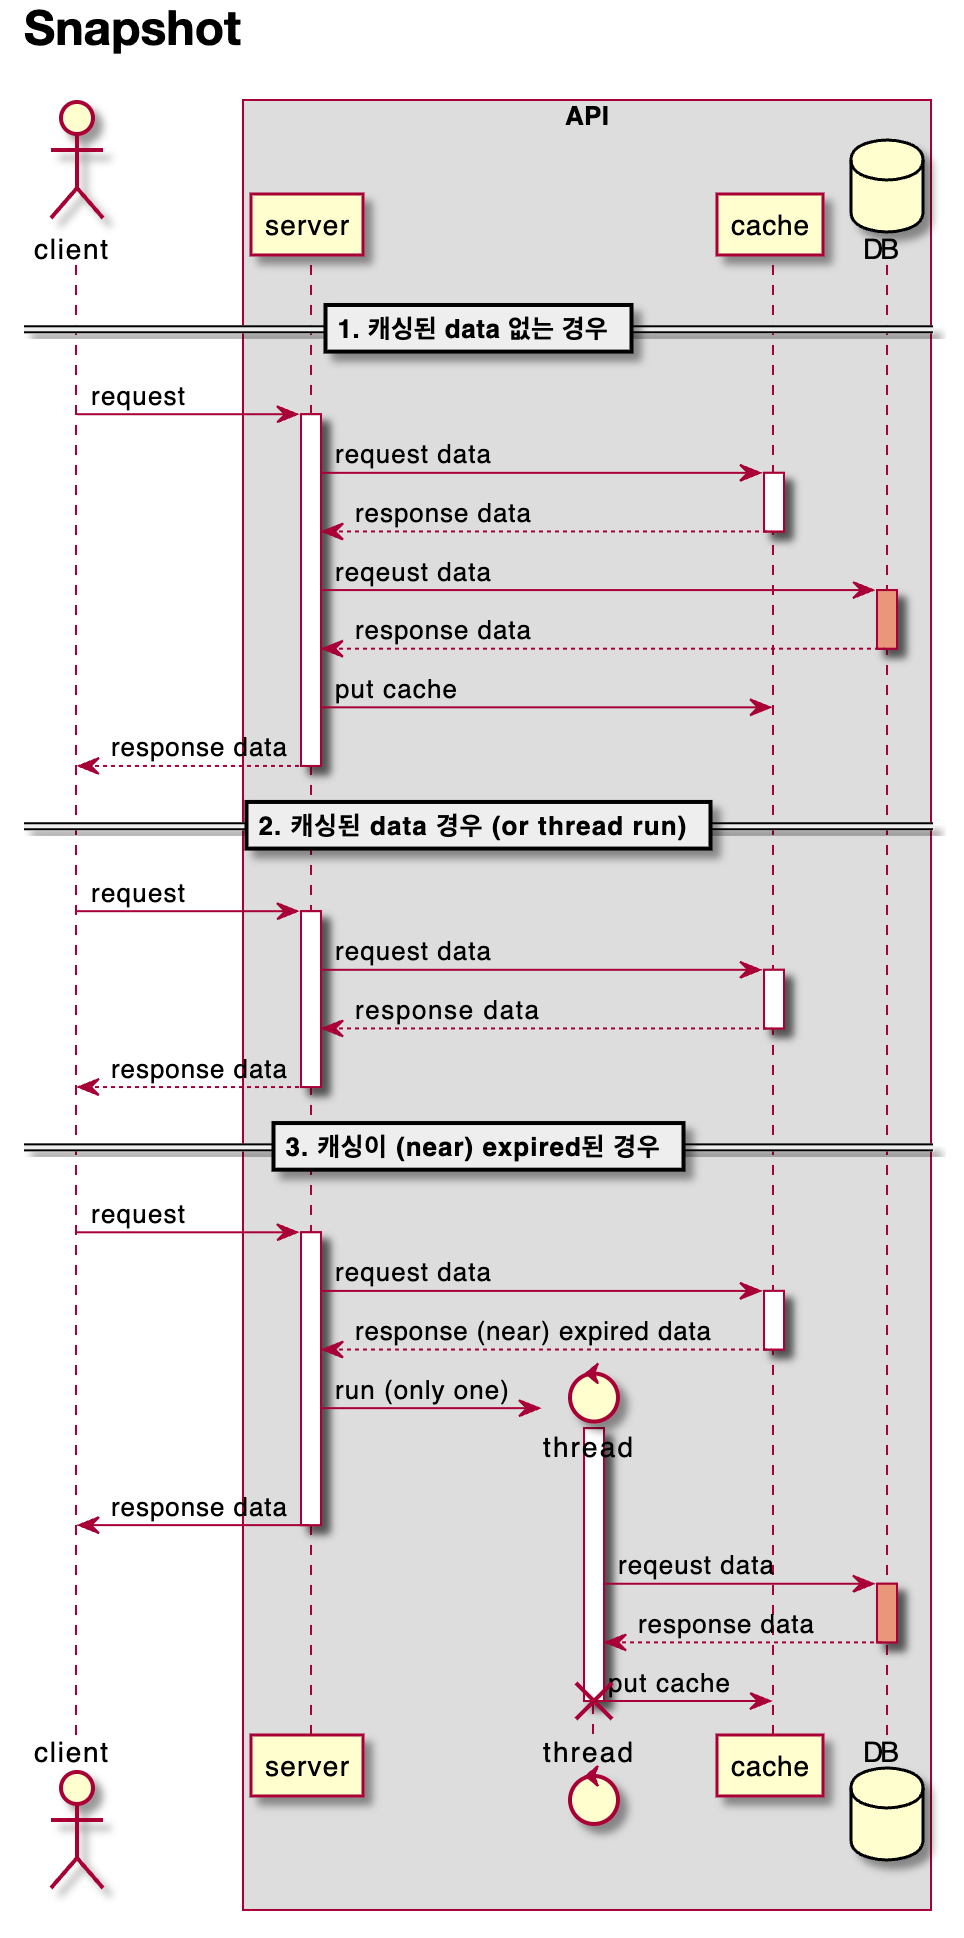 Snapshot
API
client
server
cache
DB
1. 캐싱된 data 없는 경우
request
request data
response data
reqeust data
response data
put cache
response data
2. 캐싱된 data 경우 (or thread run)
request
request data
response data
response data
3. 캐싱이 (near) expired된 경우
request
request data
response (near) expired data
run (only one)
thread
response data
reqeust data
response data
put cache
client
server
thread
cache
DB